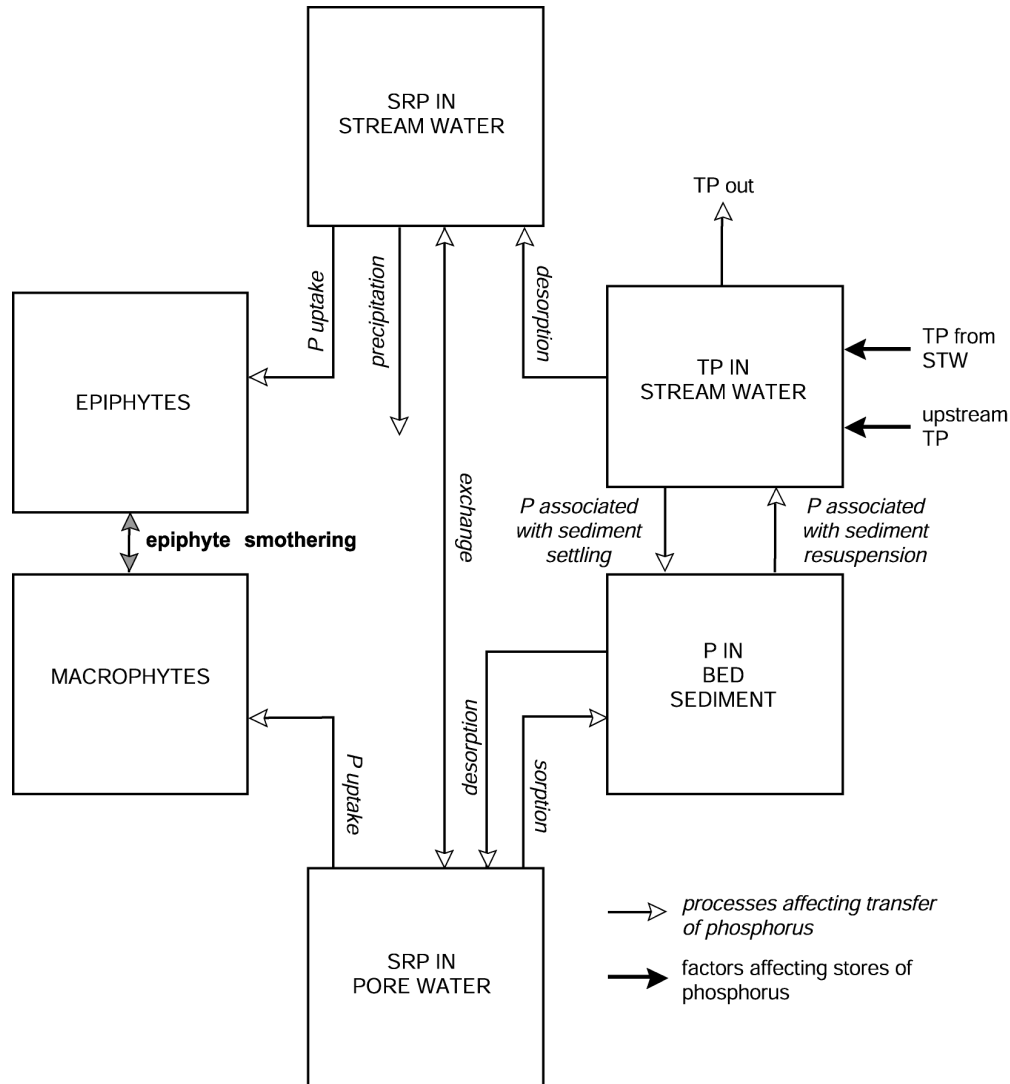 SRP IN
STREAM WATER
TP out
P uptake
precipitation
desorption
TP IN
STREAM WATER
TP from
STW
upstream
TP
EPIPHYTES
exchange
P associated
with sediment
settling
P associated
with sediment
resuspension
epiphyte smothering
MACROPHYTES
P IN
BED
SEDIMENT
P uptake
desorption
sorption
SRP IN
PORE WATER
processes affecting transfer
of phosphorus
factors affecting stores of
phosphorus